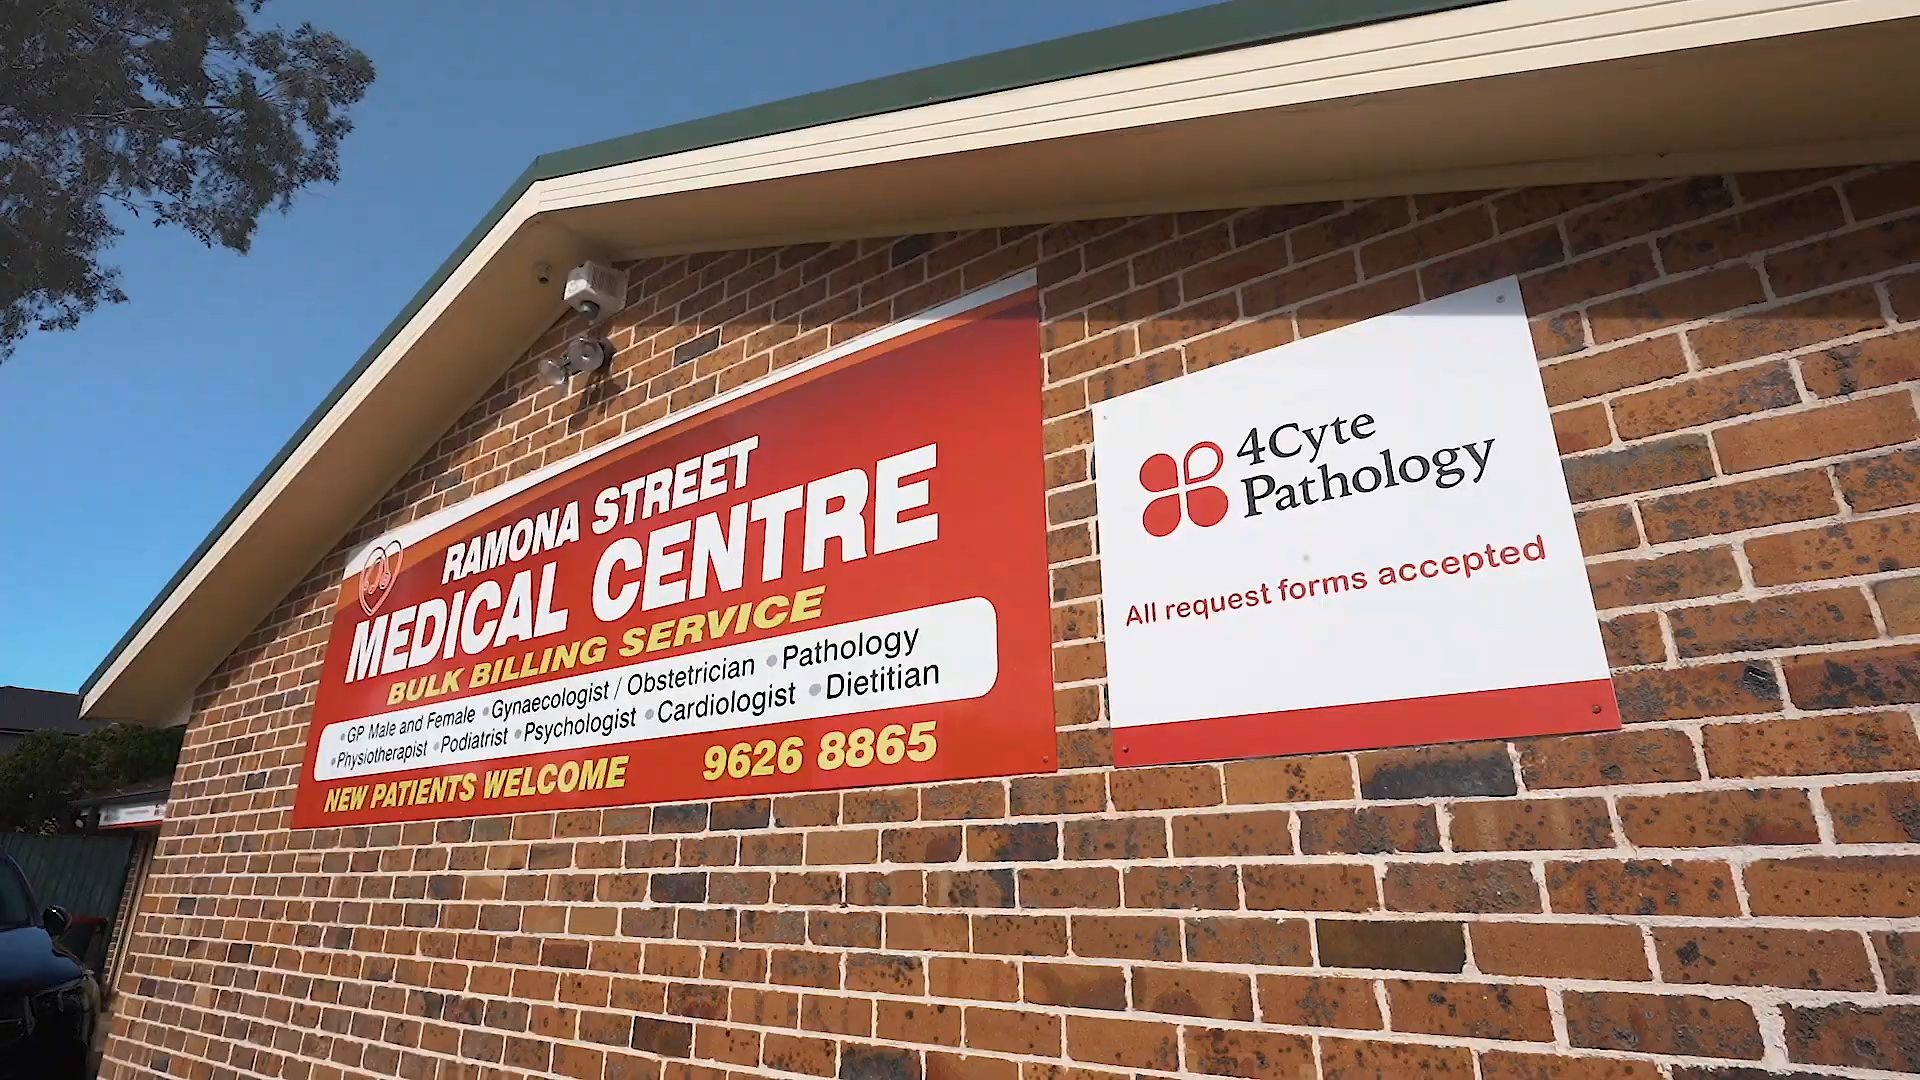 RAMONA STREET
MEDICAL CENTRE
BULK BILLING SERVICE
•GP Male and Female •Gynaecologist / Obstetrician •Pathology
•Physiotherapist •Podiatrist •Psychologist •Cardiologist •Dietitian
NEW PATIENTS WELCOME 9626 8865
4Cyte
Pathology
All request forms accepted